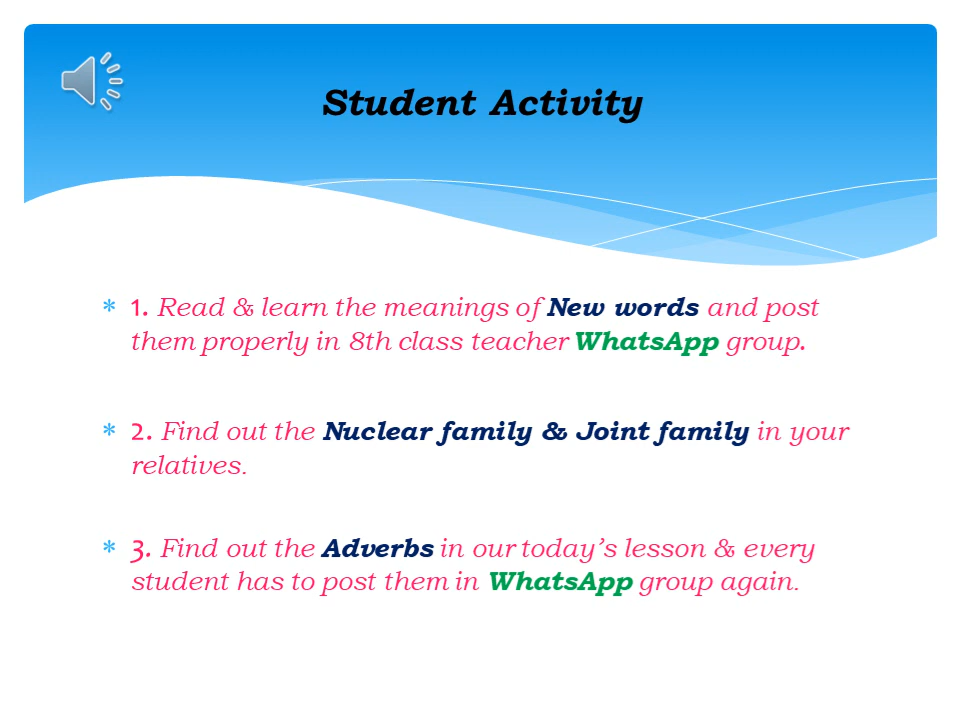 Student Activity
* 1. Read & learn the meanings of New words and post
them properly in 8th class teacher WhatsApp group.
* 2. Find out the Nuclear family & Joint family in your
relatives.
* 3. Find out the Adverbs in our today's lesson & every
student has to post them in WhatsApp group again.